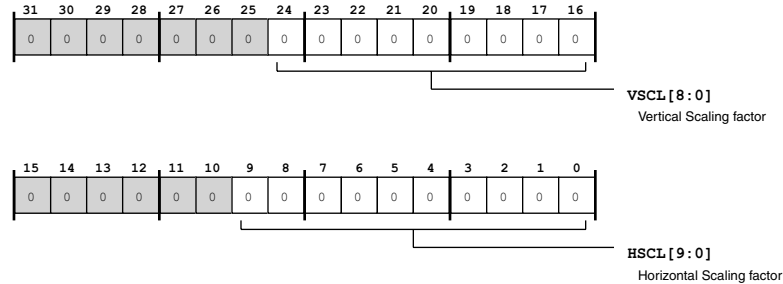 31 30 29 28 27 26 25 24 23 22 21 20 19 18 17 16
0 0 0 0 0 0 0 0 0 0 0 0 0 0 0 0
VSCL[8:0]
Vertical Scaling factor
15 14 13 12 11 10 9 8 7 6 5 4 3 2 1 0
0 0 0 0 0 0 0 0 0 0 0 0 0 0 0 0
HSCL[9:0]
Horizontal Scaling factor